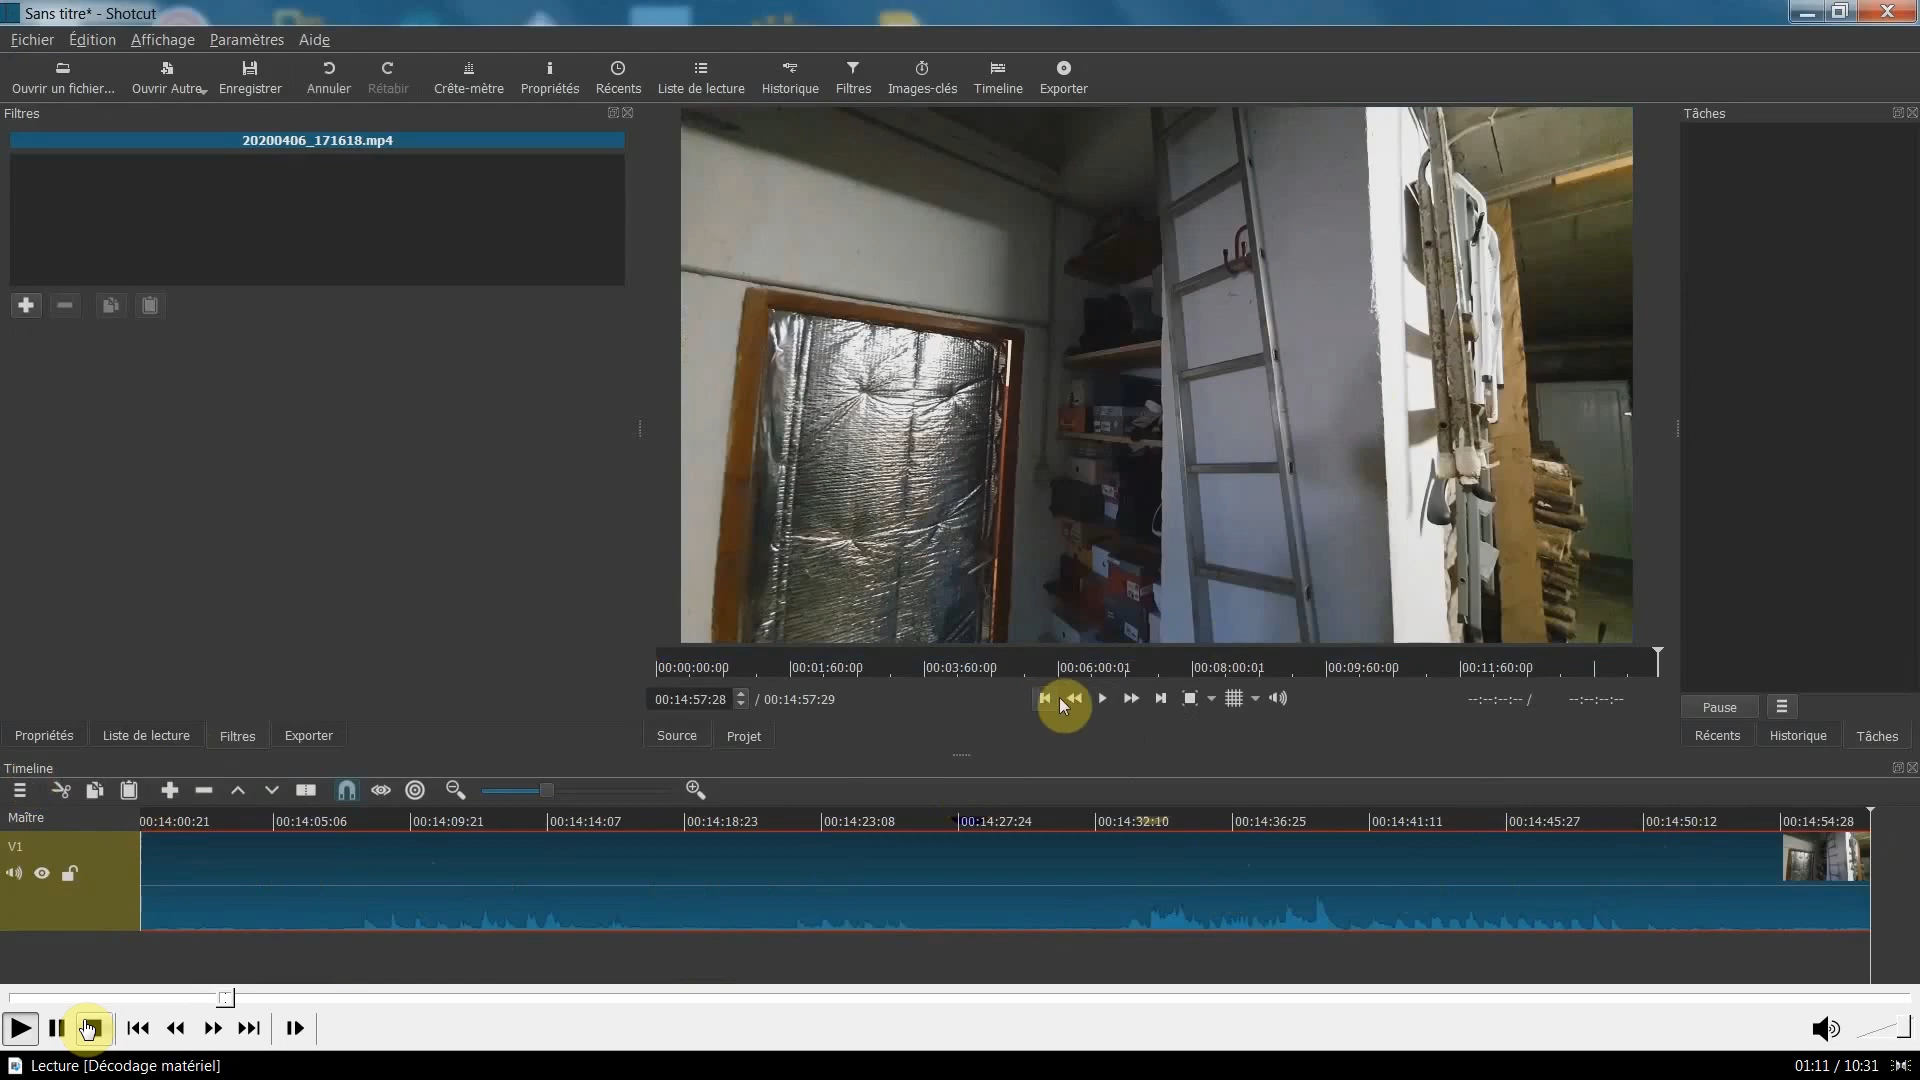 Sans titre* - Shotcut
Fichier Édition Affichage Paramètres Aide
Ouvrir un fichier... Ouvrir Autre Enregistrer Annuler Rétablir Crête-mètre Propriétés Récents Liste de lecture Historique Filtres Images-clés Timeline Exporter
Filtres
20200406_171618.mp4
Tâches
00:00:00:00 00:01:60:00 00:03:60:00 00:06:00:01 00:08:00:01 00:09:60:00 00:11:60:00
00:14:57:28 / 00:14:57:29 --:--:--:-- / --:--:--:--
Pause
Propriétés Liste de lecture Filtres Exporter
Source Projet
Récents Historique Tâches
Timeline
Maître
00:14:00:21 00:14:05:06 00:14:09:21 00:14:14:07 00:14:18:23 00:14:23:08 00:14:27:24 00:14:32:10 00:14:36:25 00:14:41:11 00:14:45:27 00:14:50:12 00:14:54:28
V1
Lecture [Décodage matériel]
01:11 / 10:31